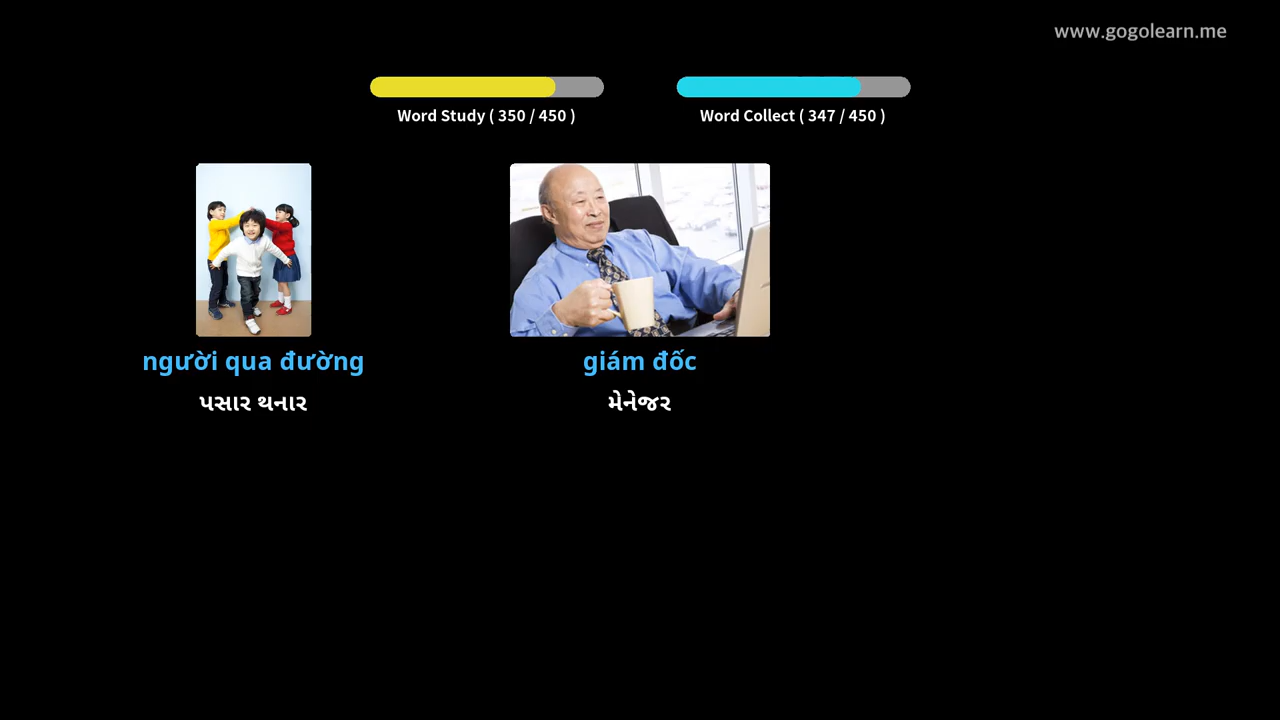 www.gogolearn.me
Word Study ( 350 / 450 )
Word Collect ( 347 / 450 )
người qua đường
પસાર થનાર
giám đốc
મેનેજર